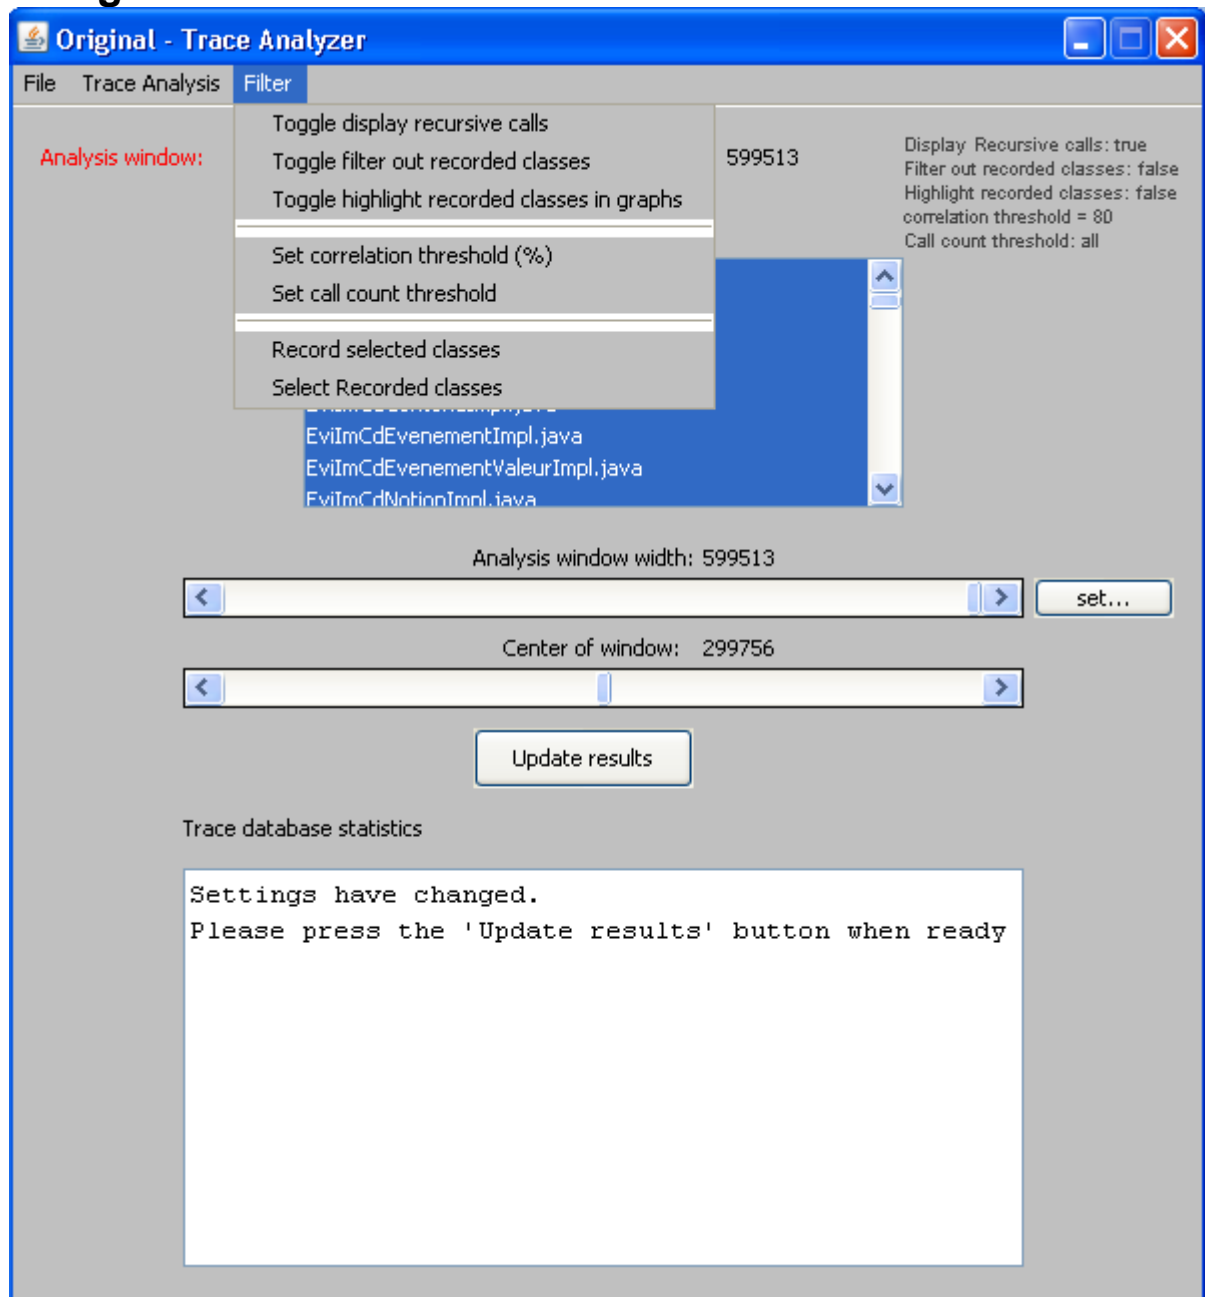 Original - Trace Analyzer
File Trace Analysis Filter
Toggle display recursive calls
Toggle filter out recorded classes
Toggle highlight recorded classes in graphs
Set correlation threshold (%)
Set call count threshold
Record selected classes
Select Recorded classes
Analysis window:
599513
Display Recursive calls: true
Filter out recorded classes: false
Highlight recorded classes: false
correlation threshold = 80
Call count threshold: all
EviImCdEvenementImpl.java
EviImCdEvenementValeurImpl.java
EviImCdNotionImpl.java
Analysis window width: 599513
set...
Center of window: 299756
Update results
Trace database statistics
Settings have changed.
Please press the 'Update results' button when ready